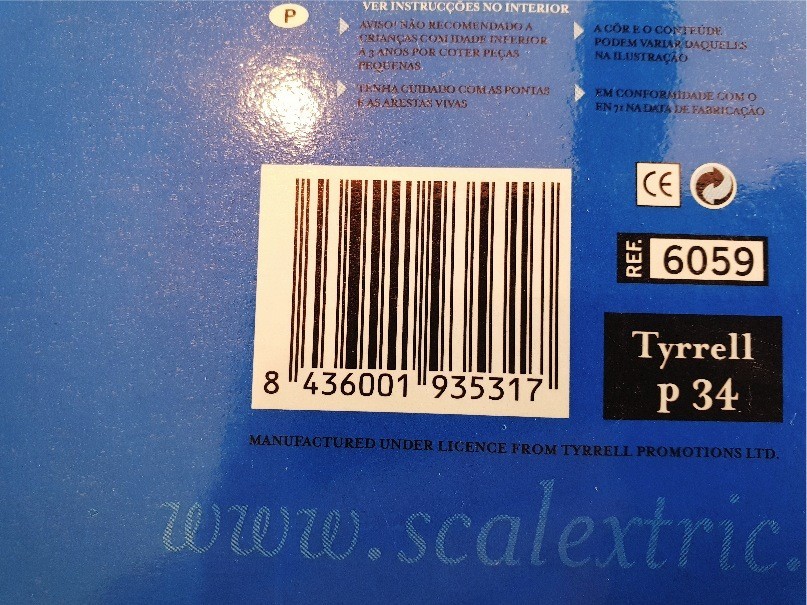 P
VER INSTRUCÇÕES NO INTERIOR
AVISO! NÃO RECOMENDADO A
CRIANÇAS COM IDADE INFERIOR
A 3 ANOS POR COTER PEÇAS
PEQUENAS
TENHA CUIDADO COM AS PONTAS
E AS ARESTAS VIVAS
A CÔR E O CONTEÚDE
PODEM VARIAR DAQUELES
NA ILUSTRAÇÃO
EM CONFORMIDADE COM O
EN 71 NA DATA DE FABRICAÇÃO
CE
REF. 6059
Tyrrell
p 34
8 436001 935317
MANUFACTURED UNDER LICENCE FROM TYRRELL PROMOTIONS LTD.
www.scalextric.